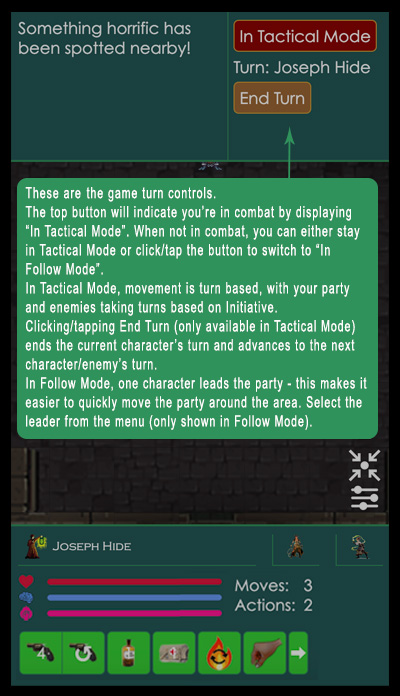 Something horrific has
been spotted nearby!
In Tactical Mode
Turn: Joseph Hide
End Turn
These are the game turn controls.
The top button will indicate you're in combat by displaying
"In Tactical Mode". When not in combat, you can either stay
in Tactical Mode or click/tap the button to switch to "In
Follow Mode".
In Tactical Mode, movement is turn based, with your party
and enemies taking turns based on Initiative.
Clicking/tapping End Turn (only available in Tactical Mode)
ends the current character's turn and advances to the next
character/enemy's turn.
In Follow Mode, one character leads the party - this makes it
easier to quickly move the party around the area. Select the
leader from the menu (only shown in Follow Mode).
Joseph Hide
Moves: 3
Actions: 2
4